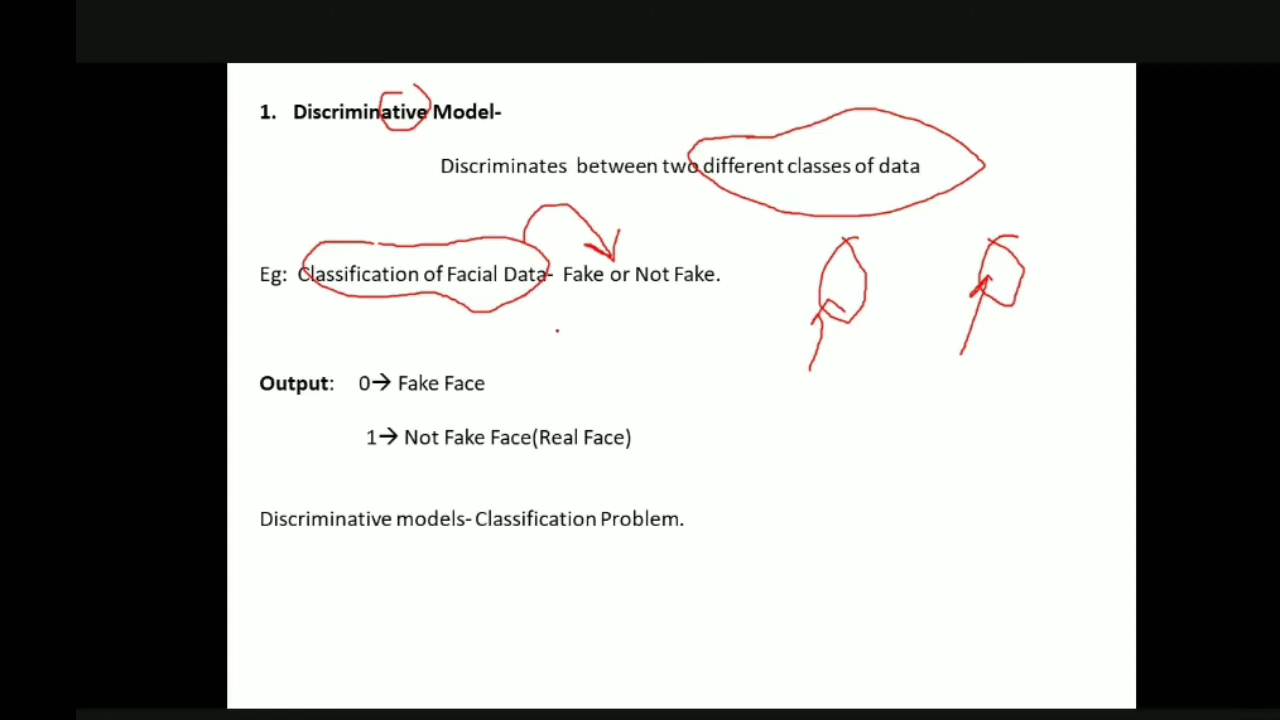 1. Discriminative Model-
Discriminates between two different classes of data
Eg: Classification of Facial Data- Fake or Not Fake.
Output: 0→ Fake Face
1→ Not Fake Face(Real Face)
Discriminative models- Classification Problem.